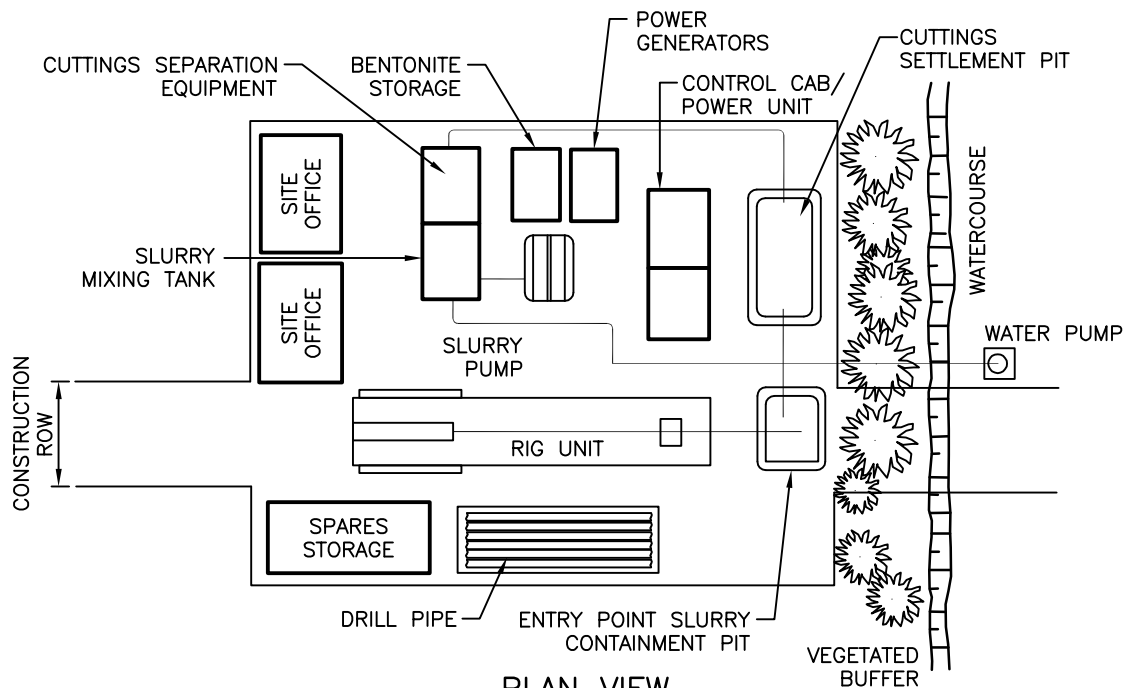 POWER
GENERATORS
CUTTINGS
SETTLEMENT PIT
CUTTINGS SEPARATION
EQUIPMENT
BENTONITE
STORAGE
CONTROL CAB/
POWER UNIT
SITE
OFFICE
WATERCOURSE
SLURRY
MIXING TANK
SITE
OFFICE
SLURRY
PUMP
WATER PUMP
CONSTRUCTION
ROW
RIG UNIT
SPARES
STORAGE
DRILL PIPE
ENTRY POINT SLURRY
CONTAINMENT PIT
VEGETATED
BUFFER
PLAN VIEW